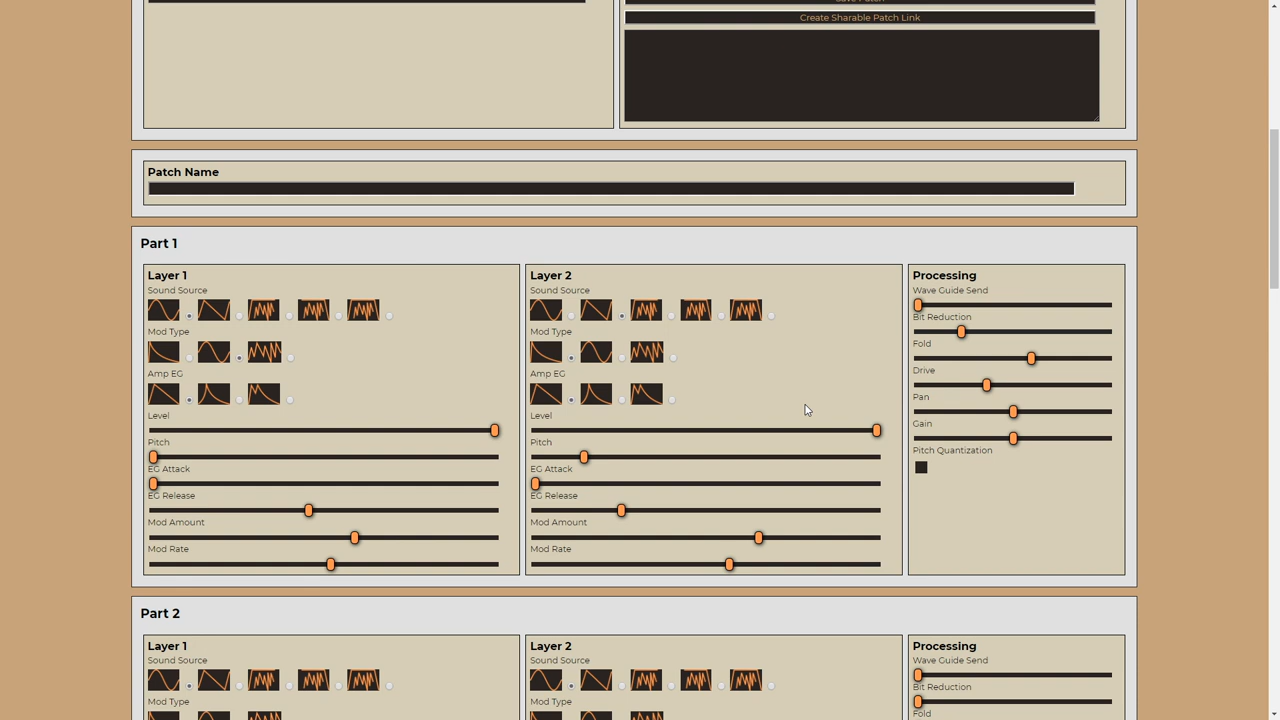 Save Patch
Create Sharable Patch Link
Patch Name
Part 1
Layer 1
Sound Source
Mod Type
Amp EG
Level
Pitch
EG Attack
EG Release
Mod Amount
Mod Rate
Layer 2
Sound Source
Mod Type
Amp EG
Level
Pitch
EG Attack
EG Release
Mod Amount
Mod Rate
Processing
Wave Guide Send
Bit Reduction
Fold
Drive
Pan
Gain
Pitch Quantization
Part 2
Layer 1
Sound Source
Mod Type
Layer 2
Sound Source
Mod Type
Processing
Wave Guide Send
Bit Reduction
Fold